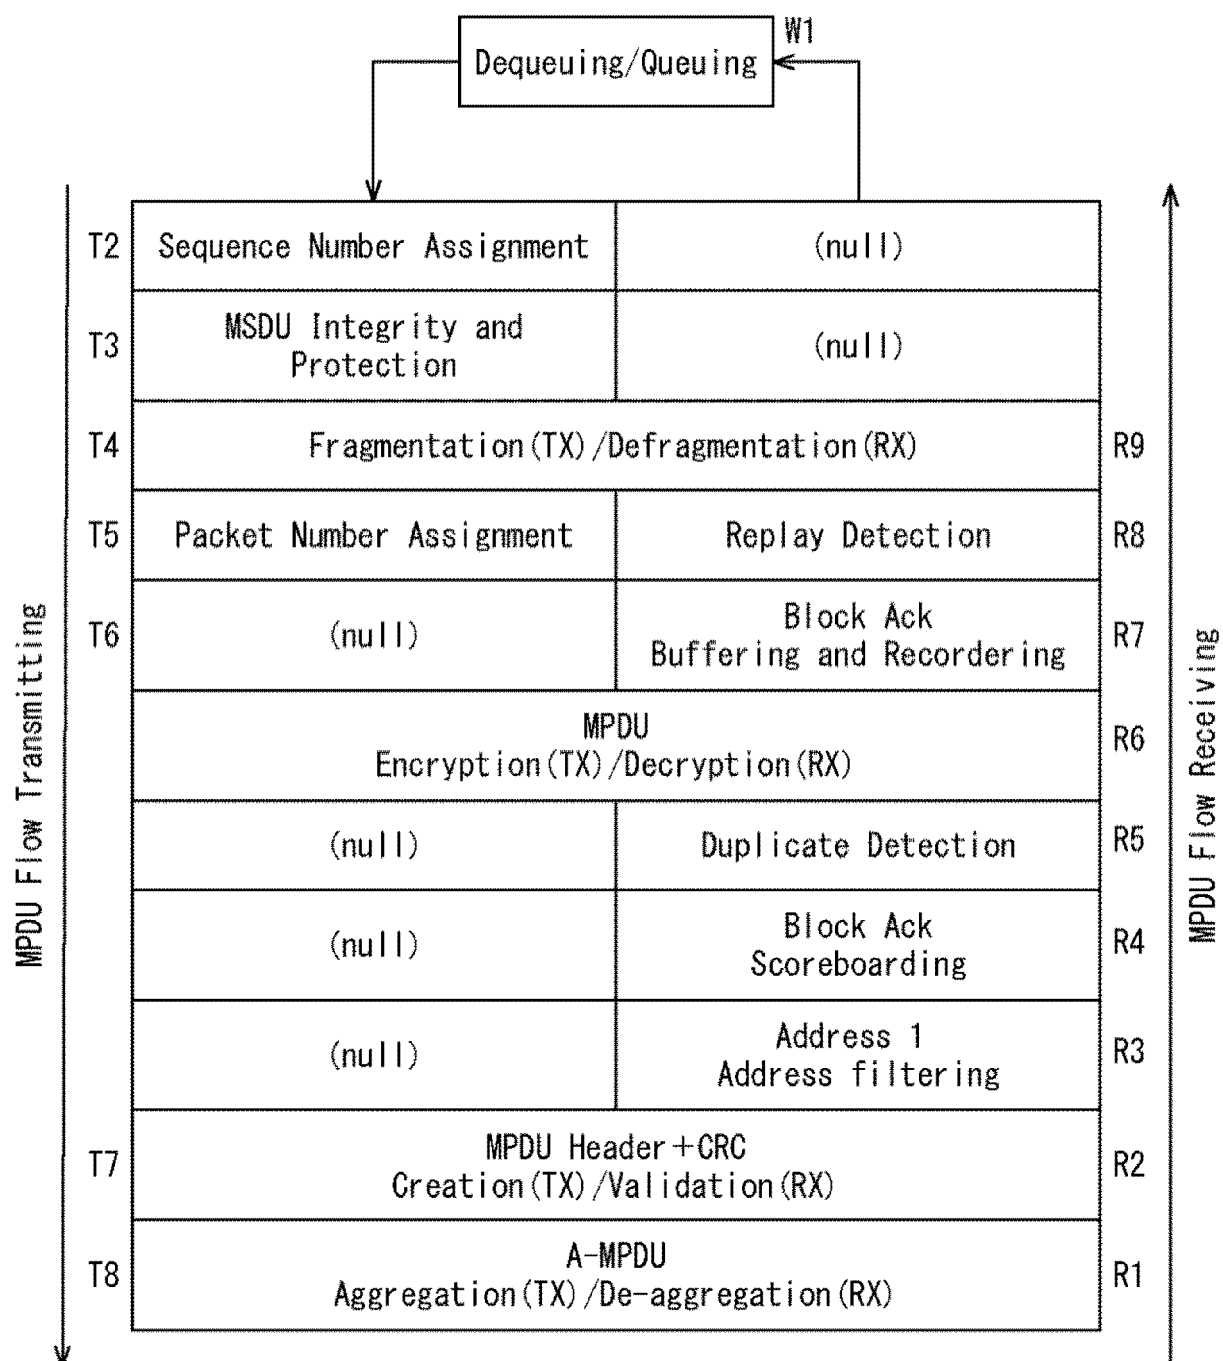 W1
Dequeuing/Queuing
T2 Sequence Number Assignment (null)
T3 MSDU Integrity and
Protection (null)
T4 Fragmentation(TX)/Defragmentation(RX) R9
T5 Packet Number Assignment Replay Detection R8
T6 (null) Block Ack
Buffering and Recordering R7
MPDU
Encryption(TX)/Decryption(RX) R6
(null) Duplicate Detection R5
(null) Block Ack
Scoreboarding R4
(null) Address 1
Address filtering R3
T7 MPDU Header+CRC
Creation(TX)/Validation(RX) R2
T8 A-MPDU
Aggregation(TX)/De-aggregation(RX) R1
MPDU Flow Transmitting
MPDU Flow Receiving